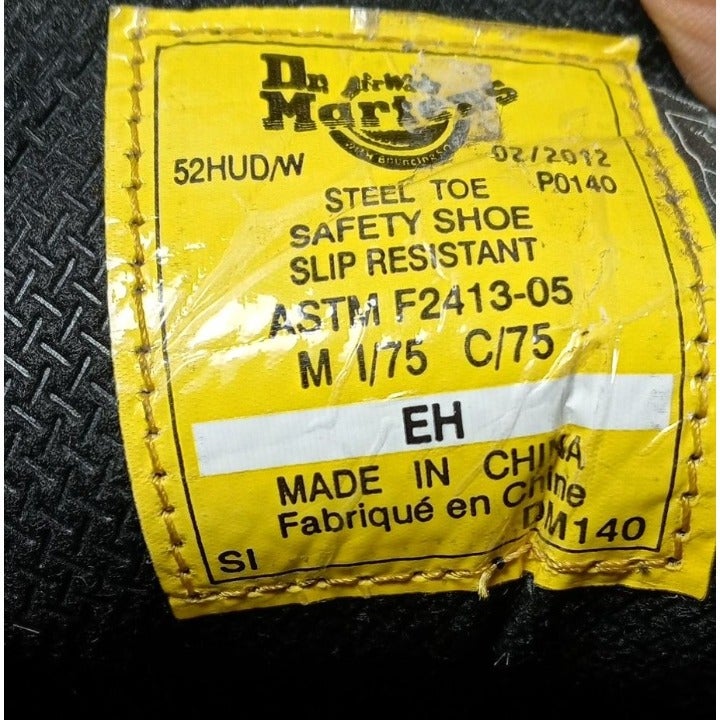 Dr. AirWair
Martens
WITH Bouncing SO
52HUD/W
02/2012
P0140
STEEL TOE
SAFETY SHOE
SLIP RESISTANT
ASTM F2413-05
M I/75 C/75
EH
MADE IN CHINA
Fabriqué en Chine
DM140
SI